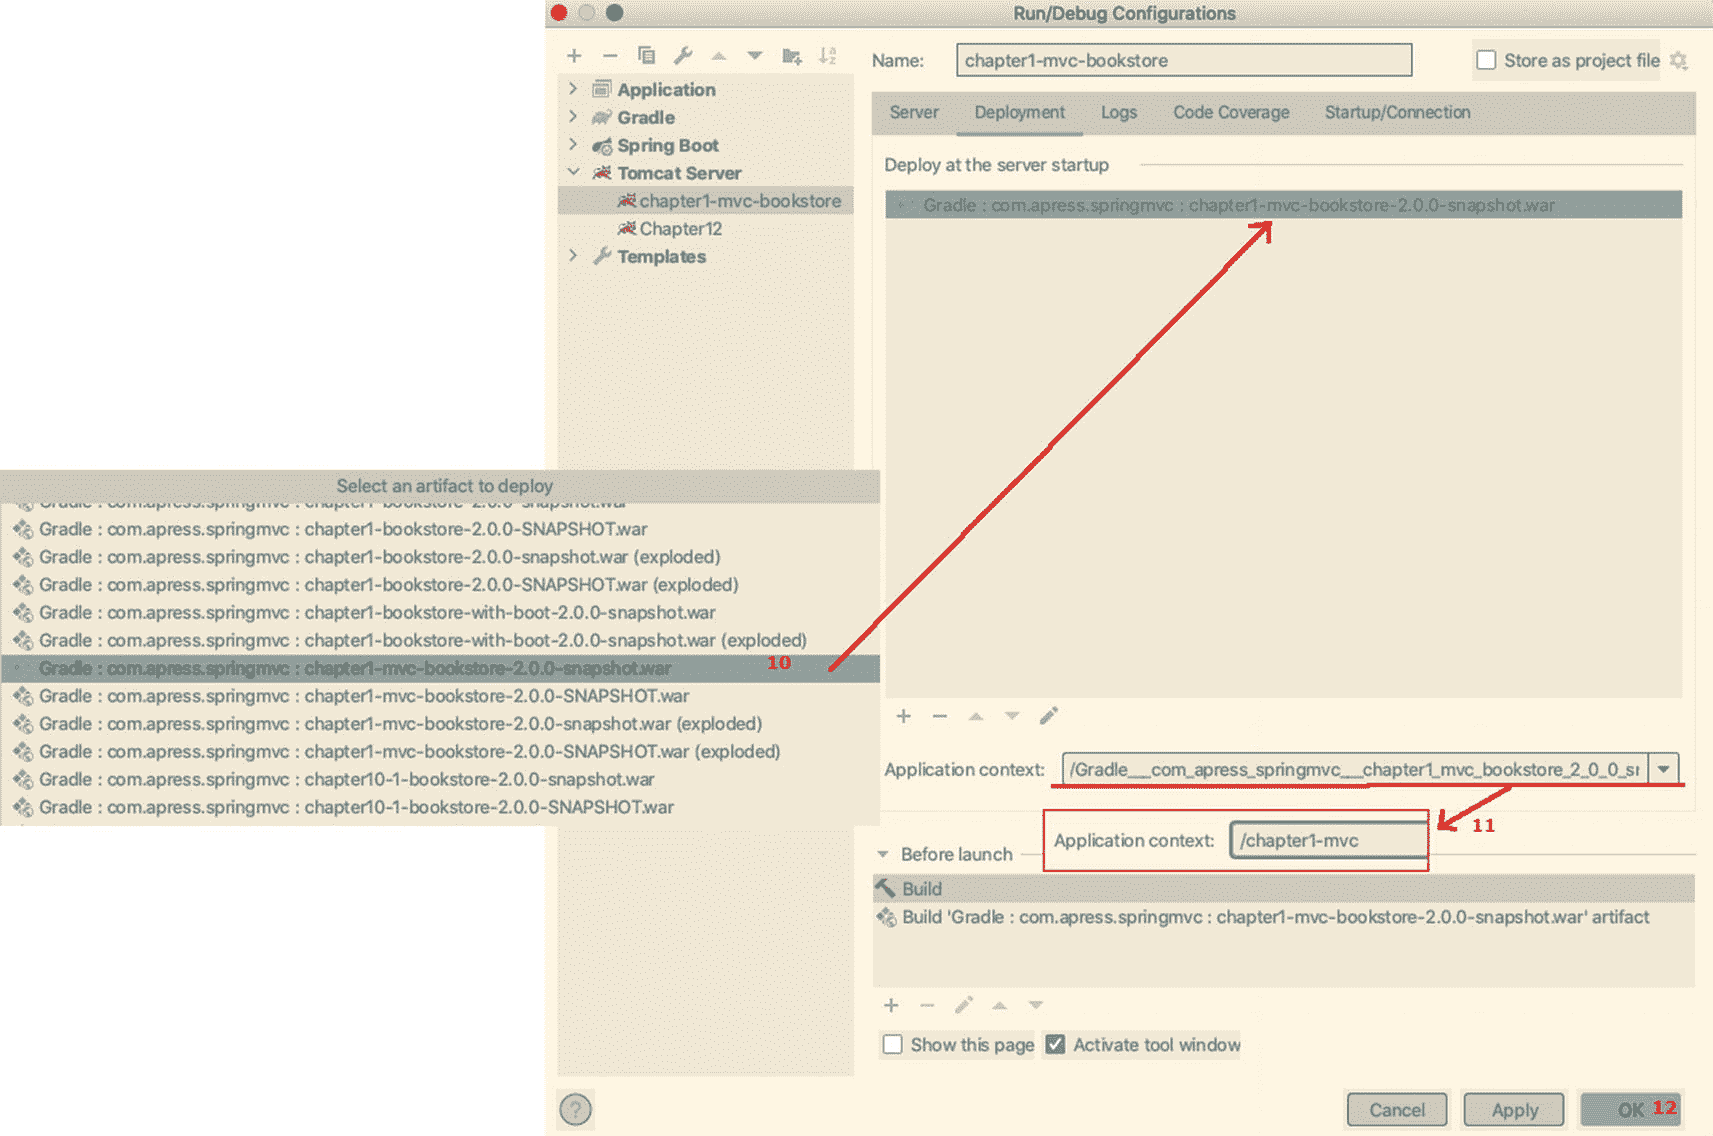 Run/Debug Configurations
Name: chapter1-mvc-bookstore
Store as project file
Application
Gradle
Spring Boot
Tomcat Server
chapter1-mvc-bookstore
Chapter12
Templates
Server Deployment Logs Code Coverage Startup/Connection
Deploy at the server startup
Gradle : com.apress.springmvc : chapter1-mvc-bookstore-2.0.0-snapshot.war
Select an artifact to deploy
Gradle : com.apress.springmvc : chapter1-bookstore-2.0.0-snapshot.war
Gradle : com.apress.springmvc : chapter1-bookstore-2.0.0-SNAPSHOT.war
Gradle : com.apress.springmvc : chapter1-bookstore-2.0.0-snapshot.war (exploded)
Gradle : com.apress.springmvc : chapter1-bookstore-2.0.0-SNAPSHOT.war (exploded)
Gradle : com.apress.springmvc : chapter1-bookstore-with-boot-2.0.0-snapshot.war
Gradle : com.apress.springmvc : chapter1-bookstore-with-boot-2.0.0-snapshot.war (exploded)
Gradle : com.apress.springmvc : chapter1-mvc-bookstore-2.0.0-snapshot.war 10
Gradle : com.apress.springmvc : chapter1-mvc-bookstore-2.0.0-SNAPSHOT.war
Gradle : com.apress.springmvc : chapter1-mvc-bookstore-2.0.0-snapshot.war (exploded)
Gradle : com.apress.springmvc : chapter1-mvc-bookstore-2.0.0-SNAPSHOT.war (exploded)
Gradle : com.apress.springmvc : chapter10-1-bookstore-2.0.0-snapshot.war
Gradle : com.apress.springmvc : chapter10-1-bookstore-2.0.0-SNAPSHOT.war
Application context: /Gradle___com_apress_springmvc___chapter1_mvc_bookstore_2_0_0_sn
11
Application context: /chapter1-mvc
Before launch
Build
Build 'Gradle : com.apress.springmvc : chapter1-mvc-bookstore-2.0.0-snapshot.war' artifact
Show this page Activate tool window
? Cancel Apply OK 12